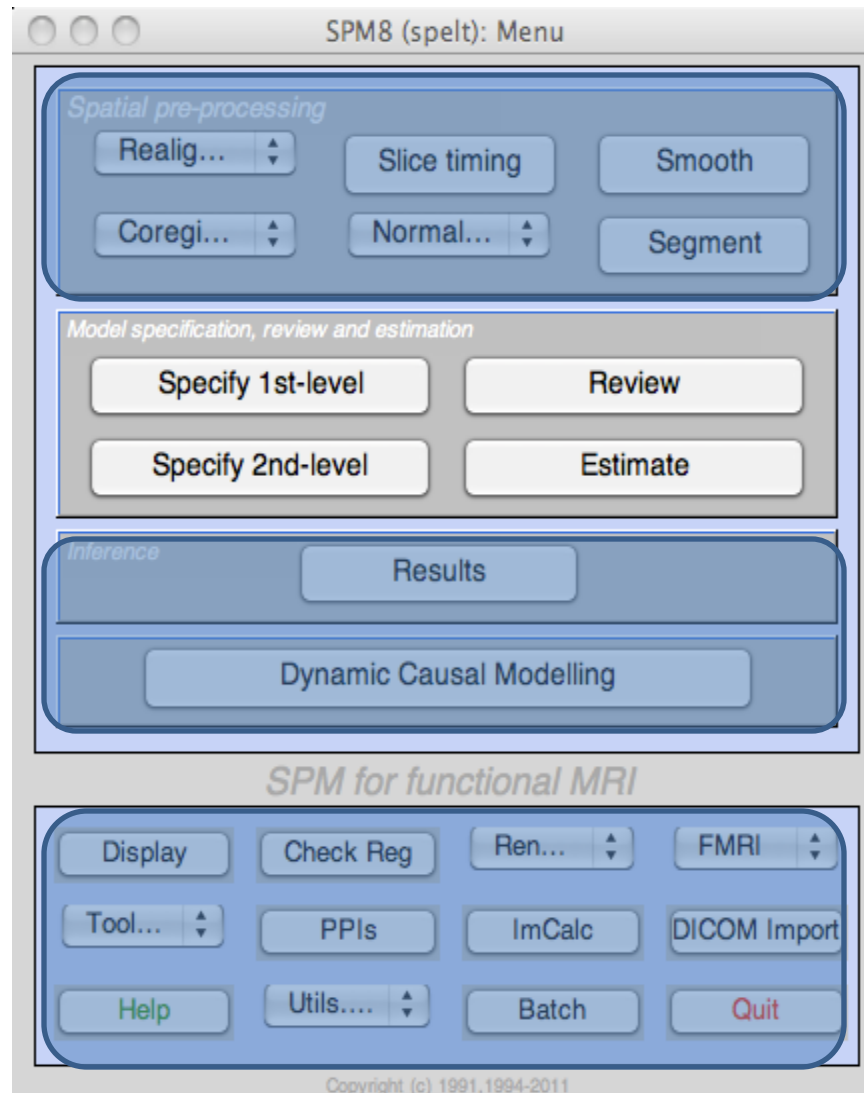 SPM8 (spelt): Menu
Spatial pre-processing
Realig... Slice timing Smooth
Coregi... Normal... Segment
Model specification, review and estimation
Specify 1st-level Review
Specify 2nd-level Estimate
Inference
Results
Dynamic Causal Modelling
SPM for functional MRI
Display Check Reg Ren... FMRI
Tool... PPIs ImCalc DICOM Import
Help Utils.... Batch Quit
Copyright (c) 1991,1994-2011